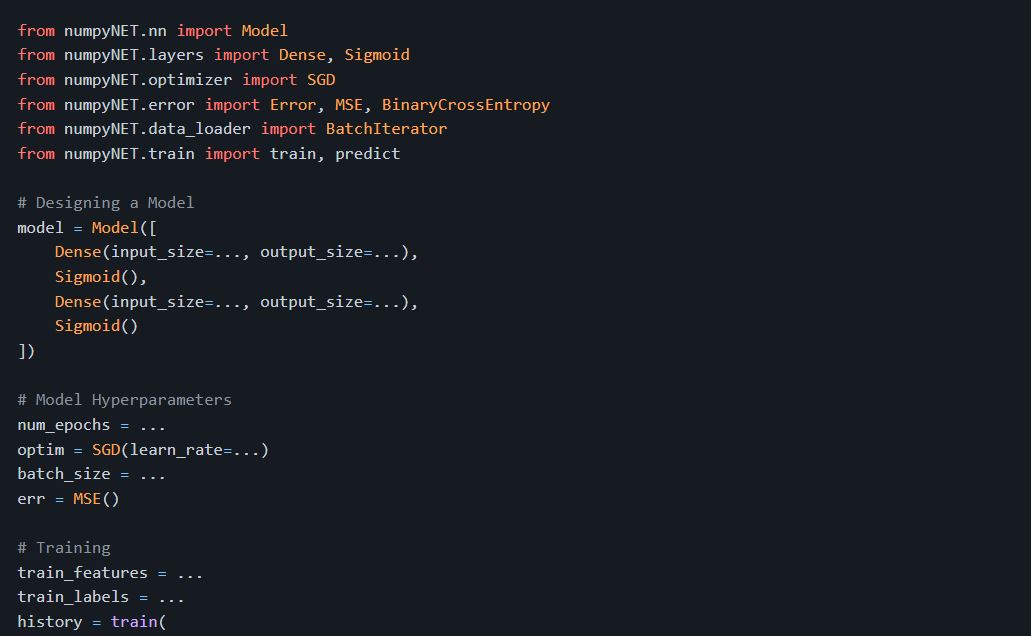 from numpyNET.nn import Model
from numpyNET.layers import Dense, Sigmoid
from numpyNET.optimizer import SGD
from numpyNET.error import Error, MSE, BinaryCrossEntropy
from numpyNET.data_loader import BatchIterator
from numpyNET.train import train, predict

# Designing a Model
model = Model([
    Dense(input_size=..., output_size=...),
    Sigmoid(),
    Dense(input_size=..., output_size=...),
    Sigmoid()
])

# Model Hyperparameters
num_epochs = ...
optim = SGD(learn_rate=...)
batch_size = ...
err = MSE()

# Training
train_features = ...
train_labels = ...
history = train(